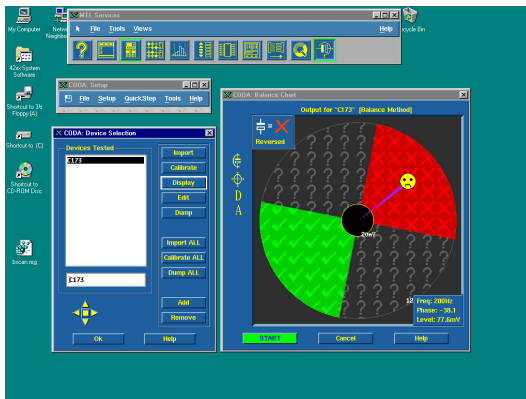 My Computer
Netw
Neighbo
MTL Services
File Tools Views Help
ecycle Bin
42xx System
Software
Shortcut to 3½
Floppy (A)
Shortcut to (C)
Shortcut to
CD-ROM Disc
bscan reg
CODA: Setup
File Setup QuickStep Tools Help
CODA: Device Selection
Devices Tested
C173
C173
Import
Calibrate
Display
Edit
Dump
Import ALL
Calibrate ALL
Dump ALL
Add
Remove
Ok
Help
CODA: Balance Chart
Output for "C173" [Balance Method]
Reversed
D
A
20mV
12
Freq: 200Hz
Phase: -38.1
Level: 77.6mV
START
Cancel
Help